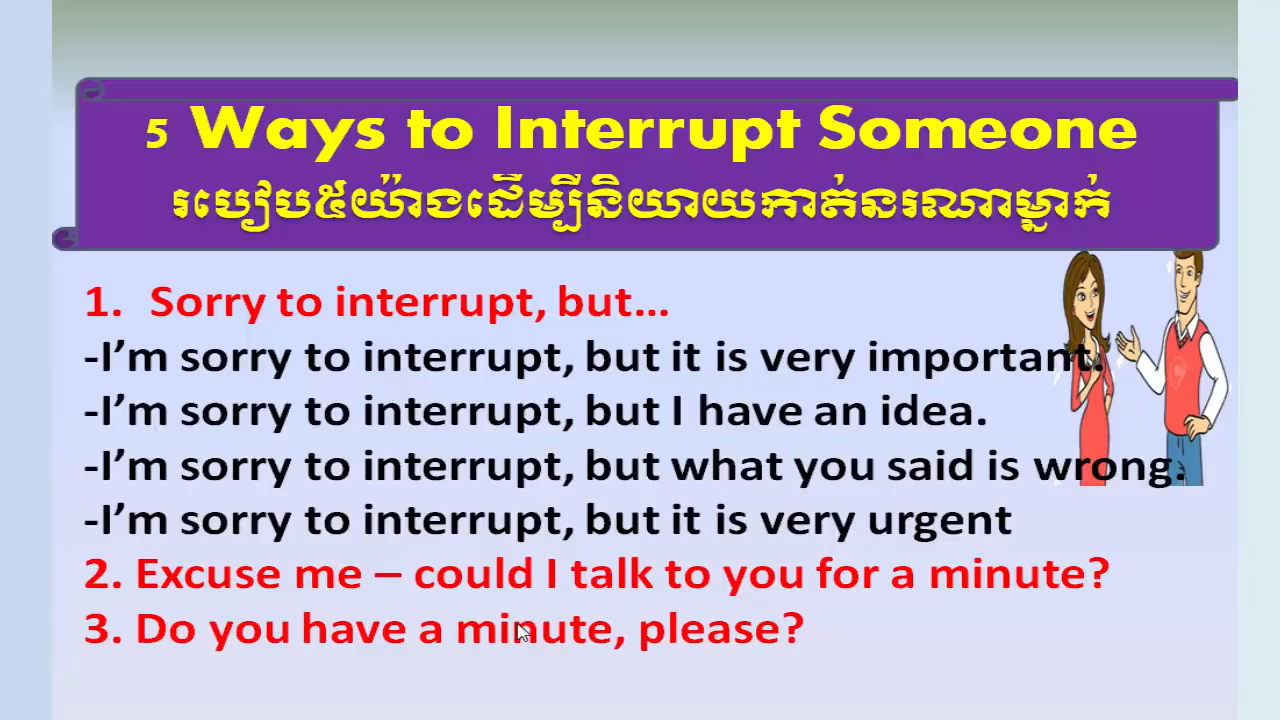 5 Ways to Interrupt Someone
របៀប៥យ៉ាងដើម្បីនិយាយកាត់នរណាម្នាក់
1. Sorry to interrupt, but...
-I’m sorry to interrupt, but it is very important.
-I’m sorry to interrupt, but I have an idea.
-I’m sorry to interrupt, but what you said is wrong.
-I’m sorry to interrupt, but it is very urgent
2. Excuse me – could I talk to you for a minute?
3. Do you have a minute, please?